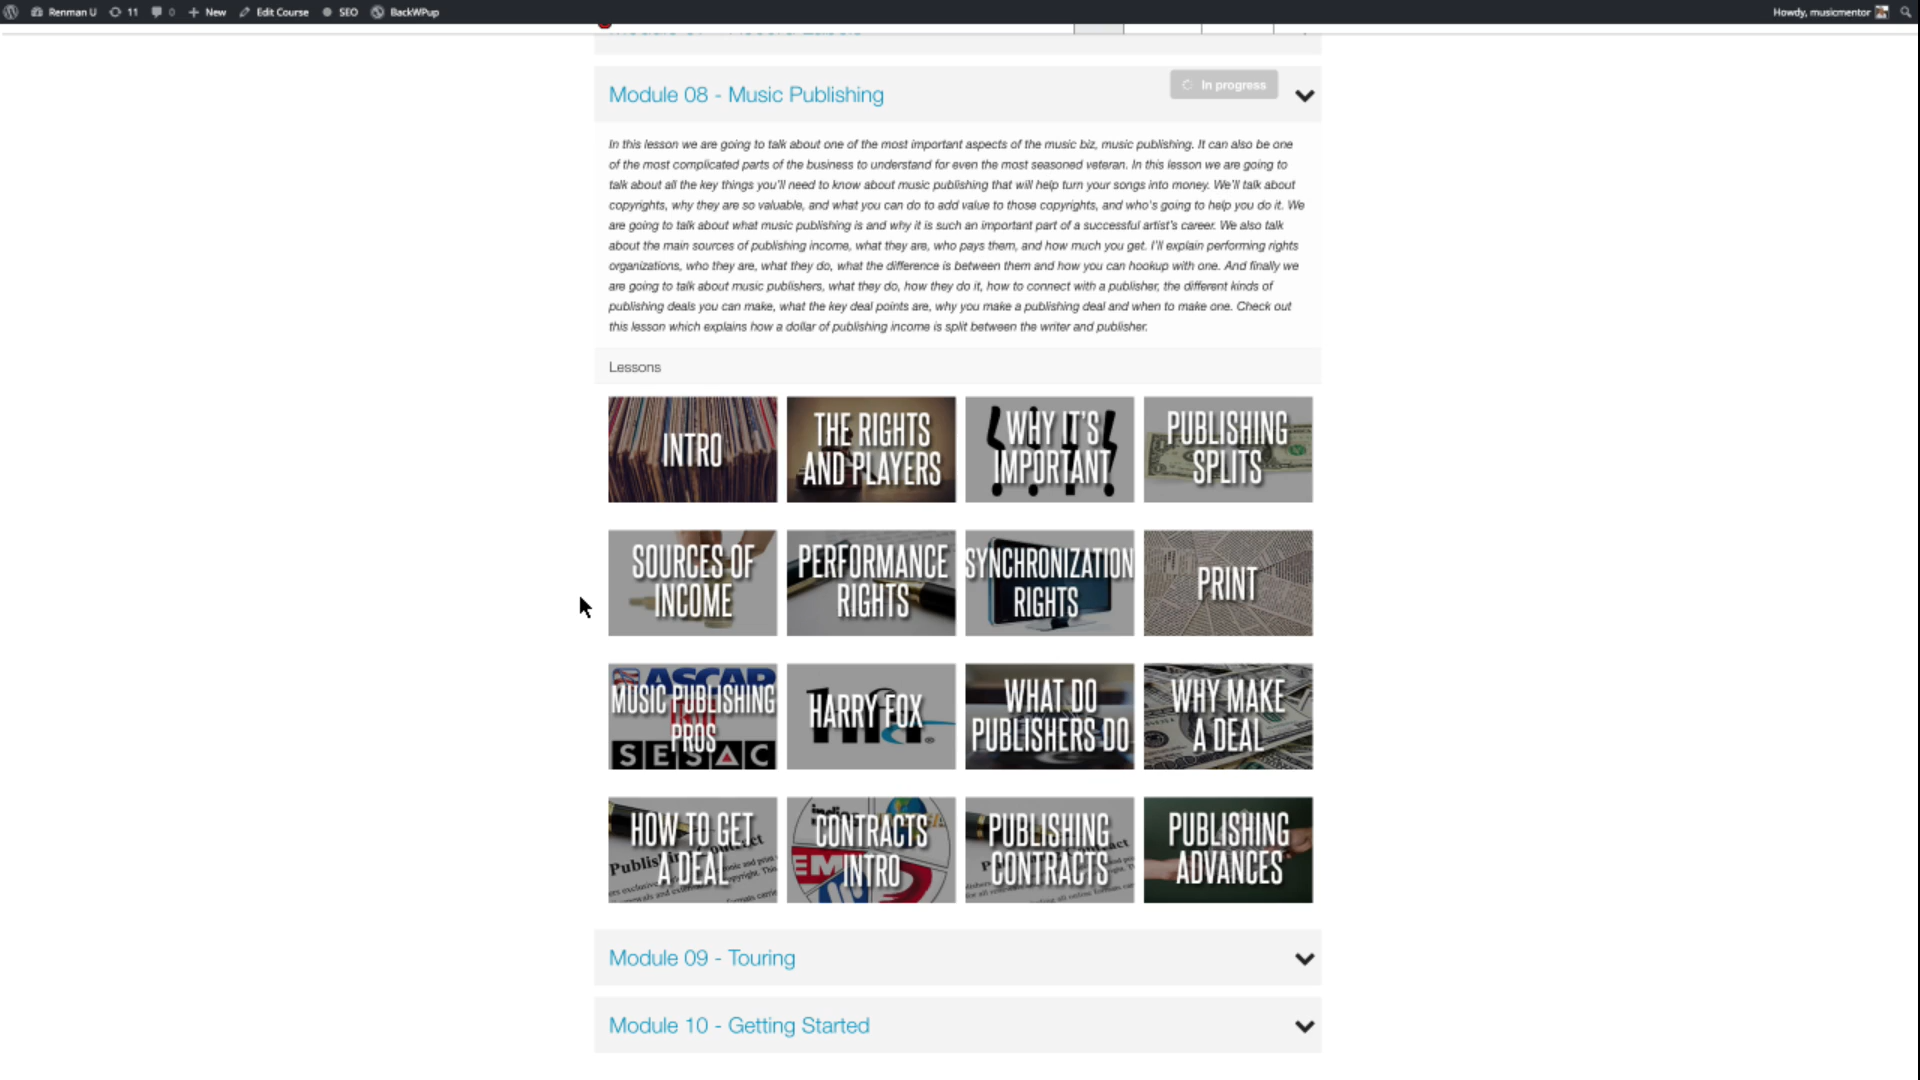 Renman U 11 0 New Edit Course SEO BackWPup Howdy, musicmentor
Module 08 - Music Publishing
In progress
In this lesson we are going to talk about one of the most important aspects of the music biz, music publishing. It can also be one
of the most complicated parts of the business to understand for even the most seasoned veteran. In this lesson we are going to
talk about all the key things you'll need to know about music publishing that will help turn your songs into money. We'll talk about
copyrights, why they are so valuable, and what you can do to add value to those copyrights, and who's going to help you do it. We
are going to talk about what music publishing is and why it is such an important part of a successful artist's career. We also talk
about the main sources of publishing income, what they are, who pays them, and how much you get. I'll explain performing rights
organizations, who they are, what they do, what the difference is between them and how you can hookup with one. And finally we
are going to talk about music publishers, what they do, how they do it, how to connect with a publisher, the different kinds of
publishing deals you can make, what the key deal points are, why you make a publishing deal and when to make one. Check out
this lesson which explains how a dollar of publishing income is split between the writer and publisher.
Lessons
INTRO
THE RIGHTS
AND PLAYERS
WHY IT'S
IMPORTANT
PUBLISHING
SPLITS
SOURCES OF
INCOME
PERFORMANCE
RIGHTS
SYNCHRONIZATION
RIGHTS
PRINT
ASCAP
MUSIC PUBLISHING
PROS
SESAC
HARRY FOX
WHAT DO
PUBLISHERS DO
WHY MAKE
A DEAL
HOW TO GET
A DEAL
CONTRACTS
INTRO
PUBLISHING
CONTRACTS
PUBLISHING
ADVANCES
Module 09 - Touring
Module 10 - Getting Started